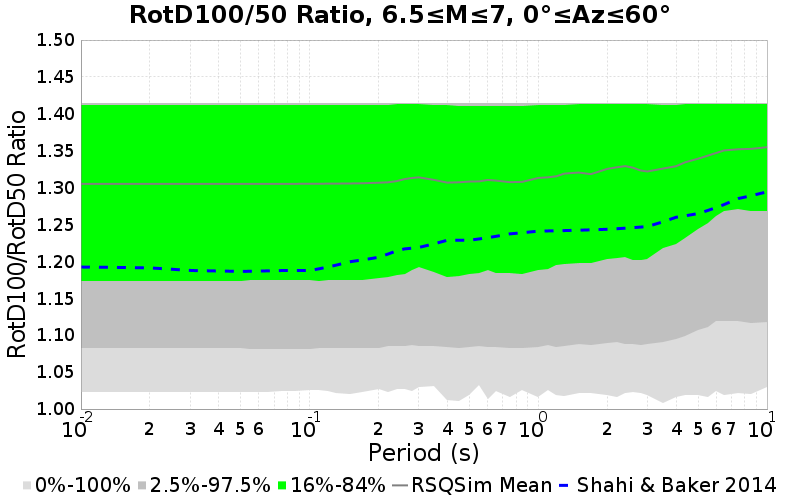 RotD100/50 Ratio, 6.5≤M≤7, 0°≤Az≤60°
RotD100/RotD50 Ratio
1.50
1.45
1.40
1.35
1.30
1.25
1.20
1.15
1.10
1.05
1.00
10-2 2 3 4 5 6 10-1 2 3 4 5 6 7 100 2 3 4 5 6 7 101
Period (s)
0%-100% 2.5%-97.5% 16%-84% RSQSim Mean Shahi & Baker 2014